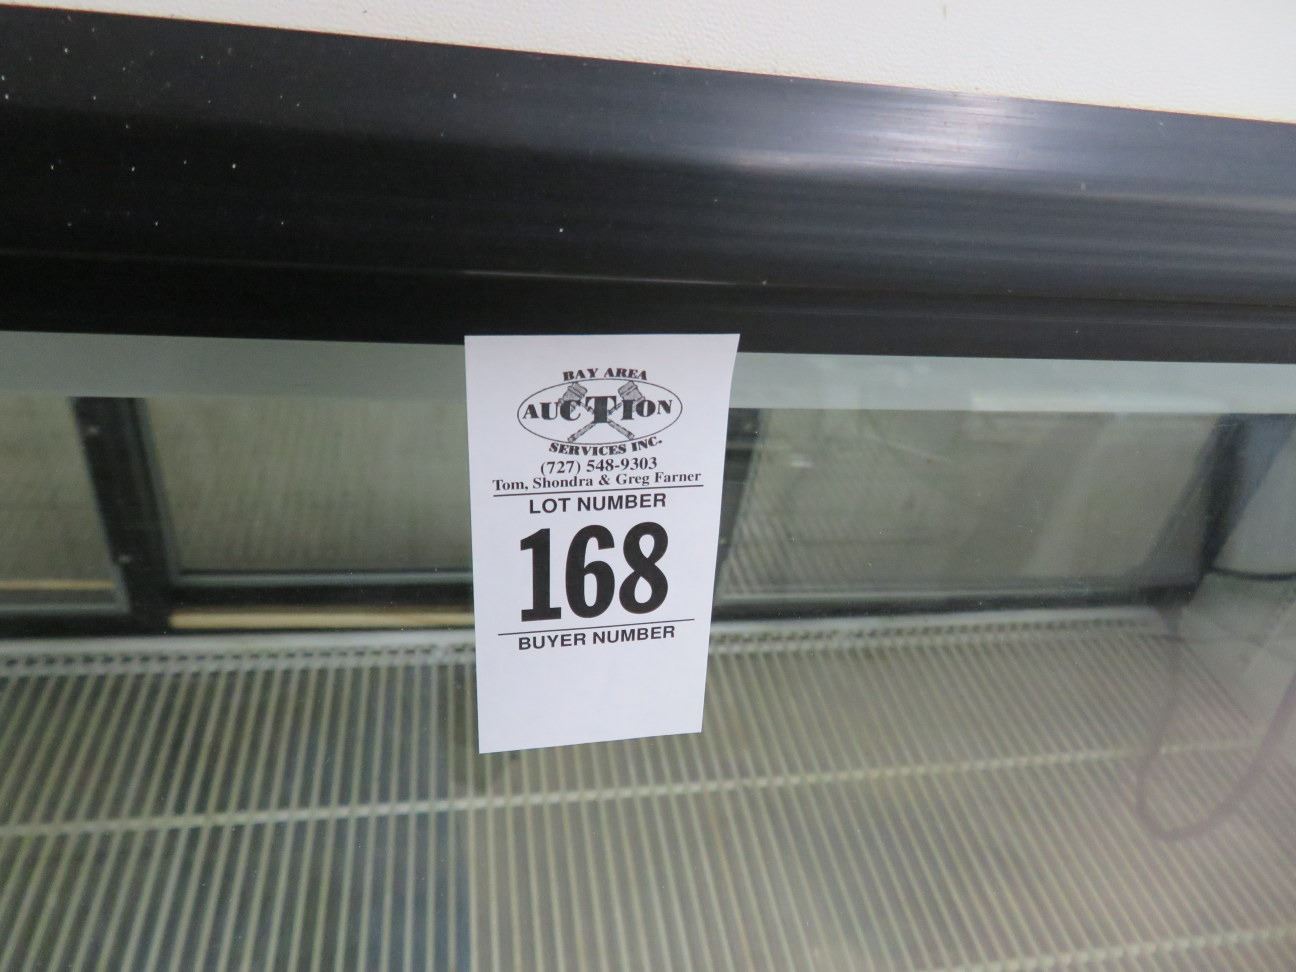 BAY AREA
AUCTION
SERVICES INC.
(727) 548-9303
Tom, Shondra & Greg Farner
LOT NUMBER
168
BUYER NUMBER